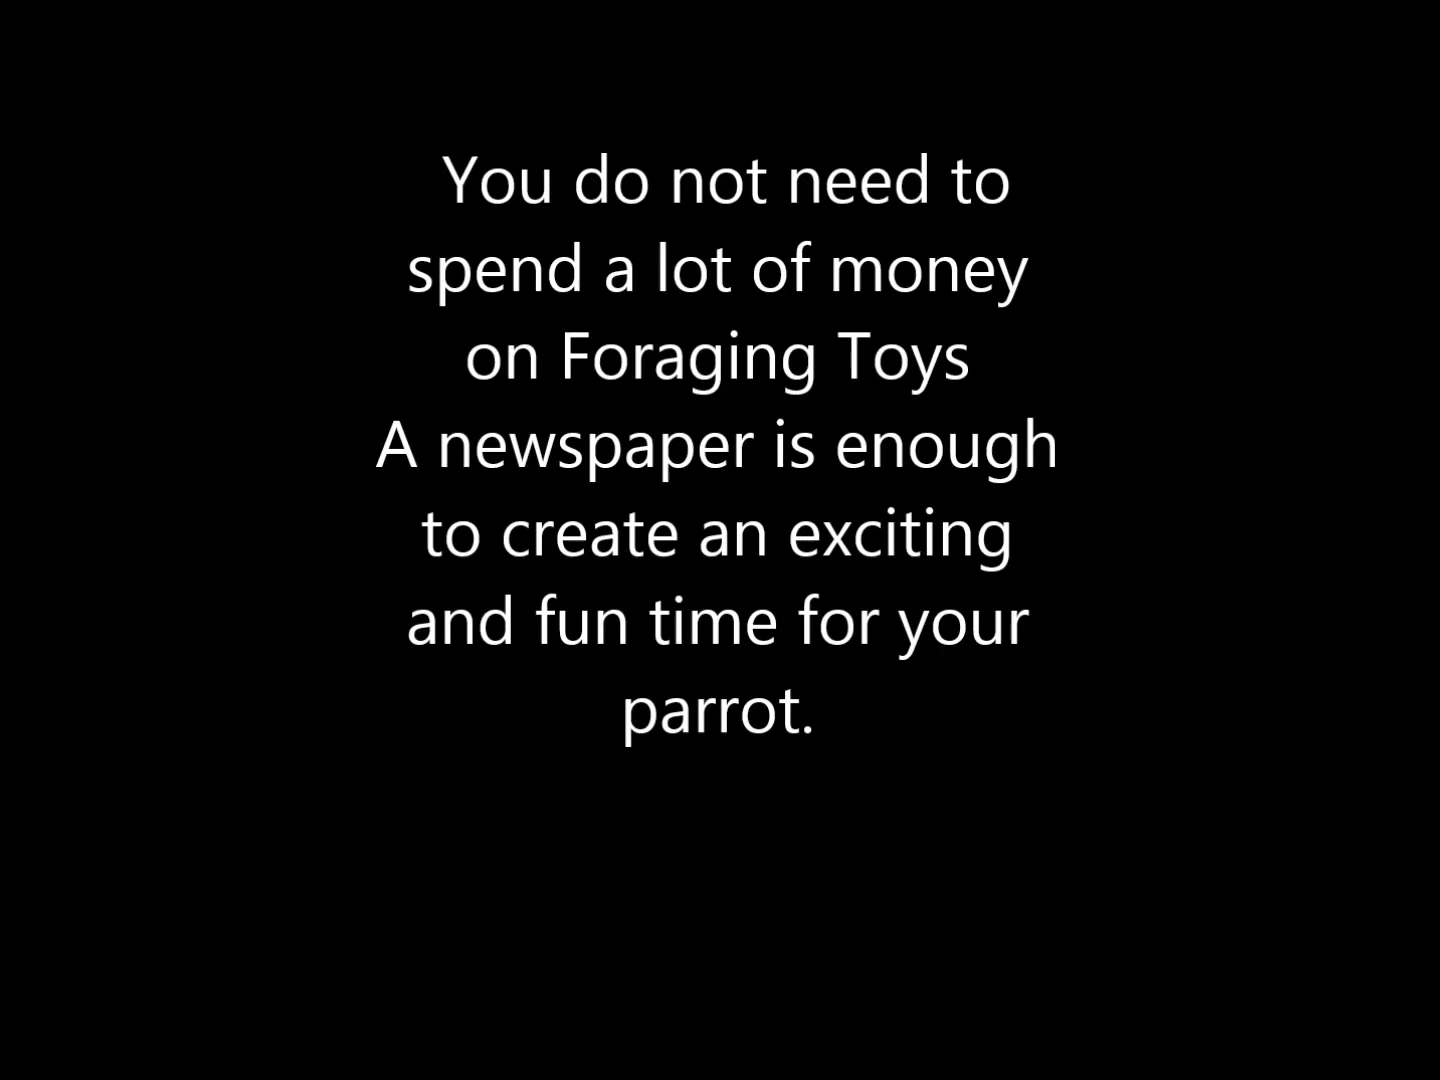 You do not need to
spend a lot of money
on Foraging Toys
A newspaper is enough
to create an exciting
and fun time for your
parrot.